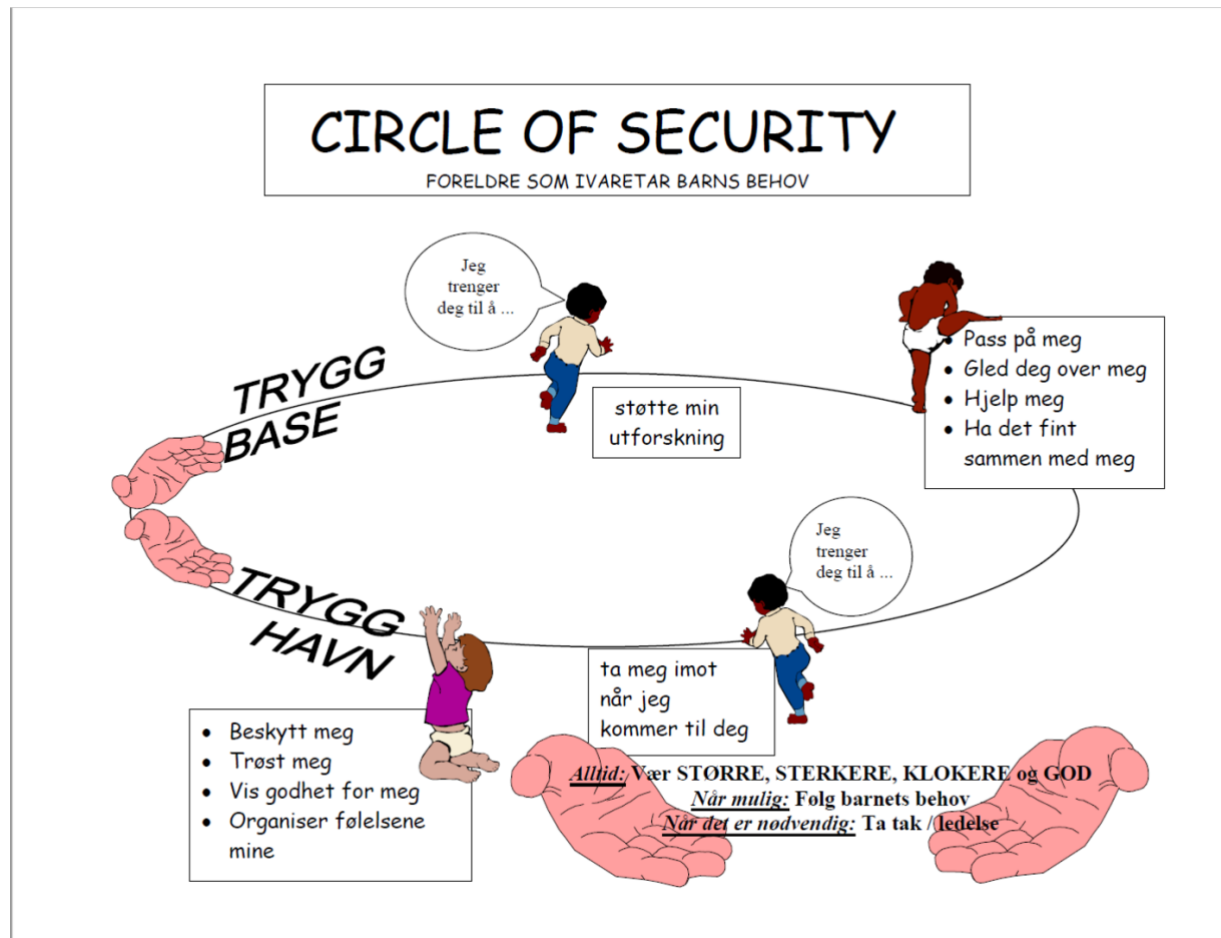 CIRCLE OF SECURITY
FORELDRE SOM IVARETAR BARNS BEHOV
Jeg
trenger
deg til å ...
TRYGG
BASE
støtte min
utforskning
• Pass på meg
• Gled deg over meg
• Hjelp meg
• Ha det fint
sammen med meg
Jeg
trenger
deg til å ...
TRYGG
HAVN
ta meg imot
når jeg
kommer til deg
• Beskytt meg
• Trøst meg
• Vis godhet for meg
• Organiser følelsene
mine
Alltid: Vær STØRRE, STERKERE, KLOKERE og GOD
Når mulig: Følg barnets behov
Når det er nødvendig: Ta tak / ledelse